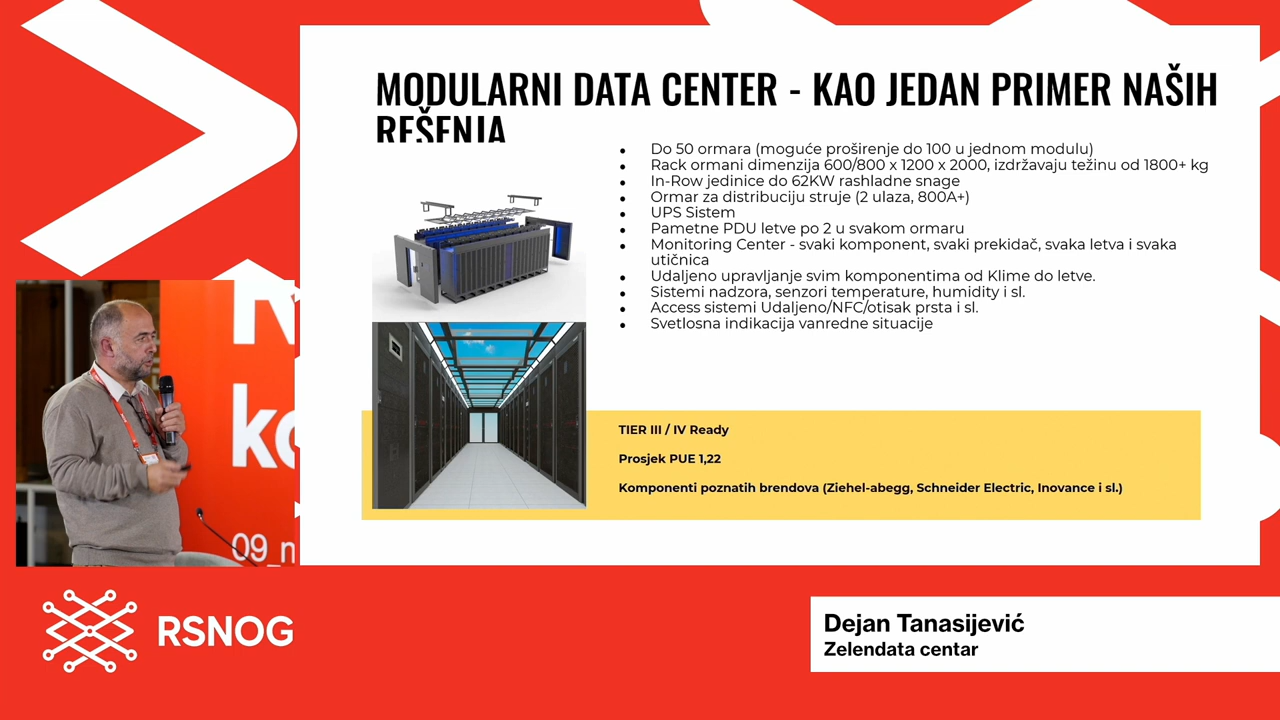 MODULARNI DATA CENTER - KAO JEDAN PRIMER NAŠIH
REŠENJA
• Do 50 ormara (moguće proširenje do 100 u jednom modulu)
• Rack ormani dimenzija 600/800 x 1200 x 2000, izdržavaju težinu od 1800+ kg
• In-Row jedinice do 62KW rashladne snage
• Ormar za distribuciju struje (2 ulaza, 800A+)
• UPS Sistem
• Pametne PDU letve po 2 u svakom ormaru
• Monitoring Center - svaki komponent, svaki prekidač, svaka letva i svaka
utičnica
• Udaljeno upravljanje svim komponentima od Klime do letve.
• Sistemi nadzora, senzori temperature, humidity i sl.
• Access sistemi Udaljeno/NFC/otisak prsta i sl.
• Svetlosna indikacija vanredne situacije
TIER III / IV Ready
Prosjek PUE 1,22
Komponenti poznatih brendova (Ziehel-abegg, Schneider Electric, Inovance i sl.)
ko
09
RSNOG
Dejan Tanasijević
Zelendata centar